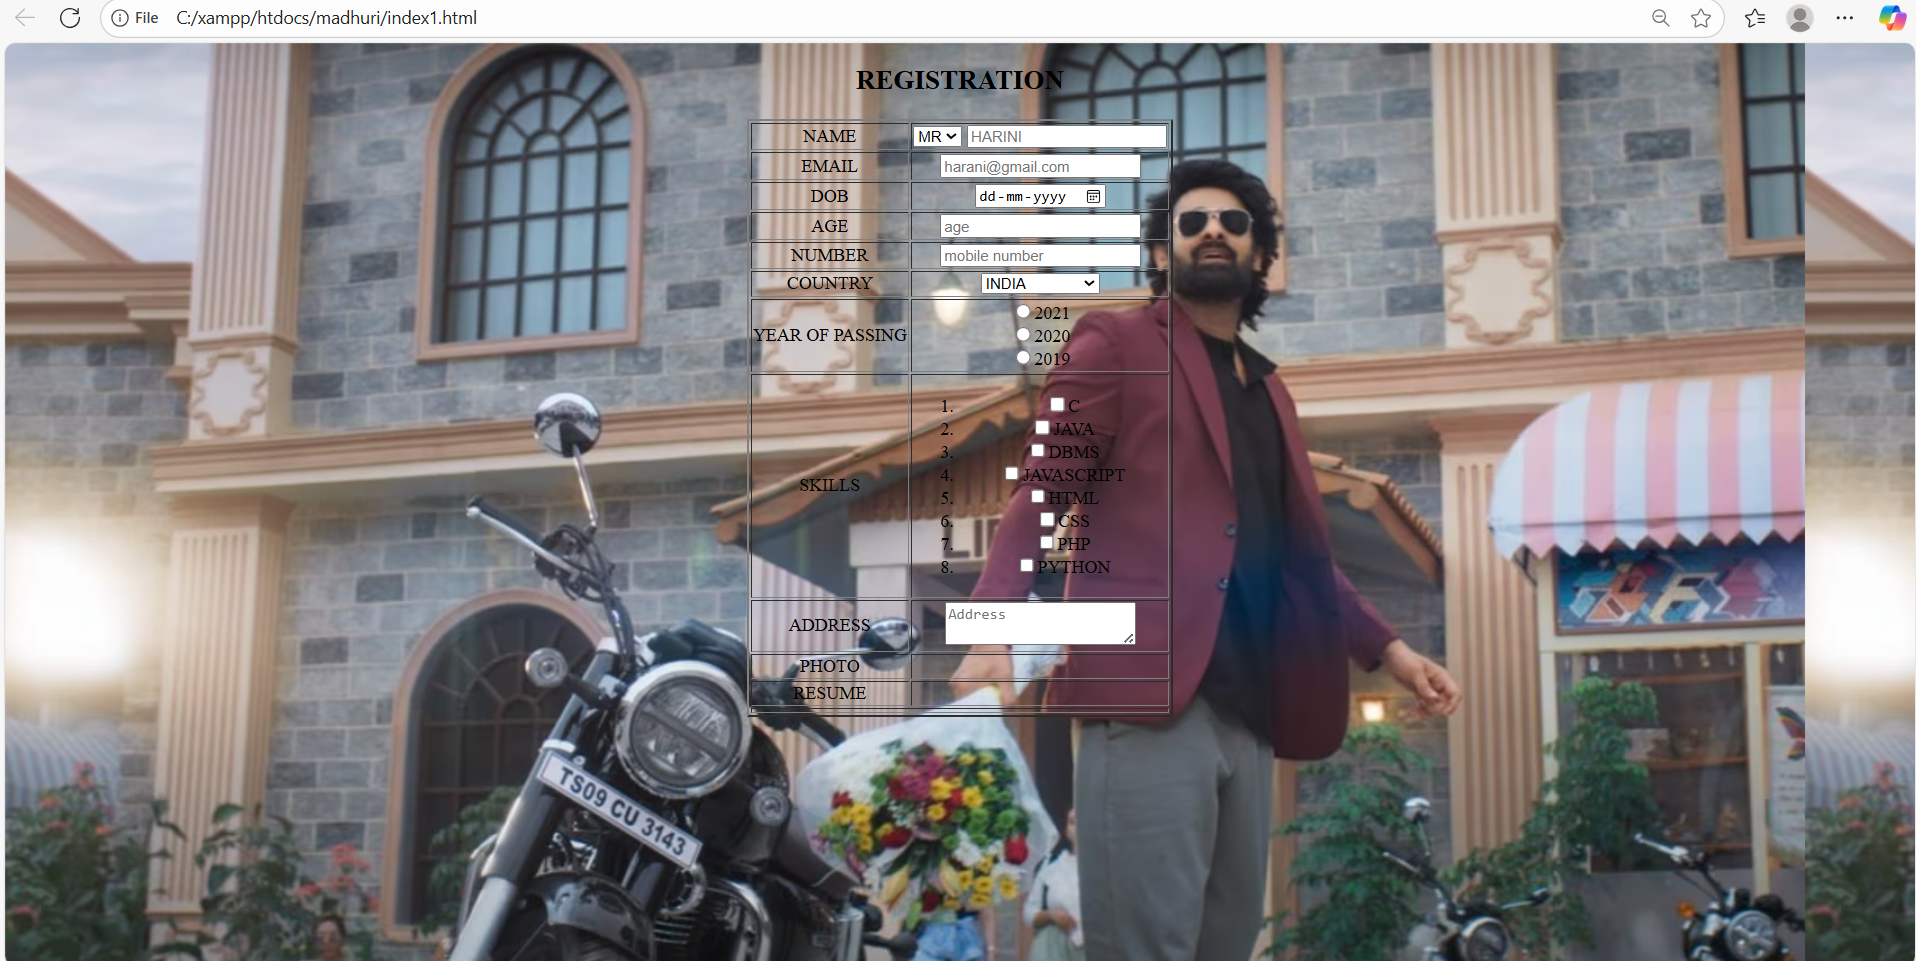 File C:/xampp/htdocs/madhuri/index1.html
REGISTRATION
NAME MR HARINI
EMAIL harani@gmail.com
DOB dd-mm-yyyy
AGE age
NUMBER mobile number
COUNTRY INDIA
YEAR OF PASSING
2021
2020
2019
SKILLS
1. C
2. JAVA
3. DBMS
4. JAVASCRIPT
5. HTML
6. CSS
7. PHP
8. PYTHON
ADDRESS Address
PHOTO
RESUME
TS09 CU 3143